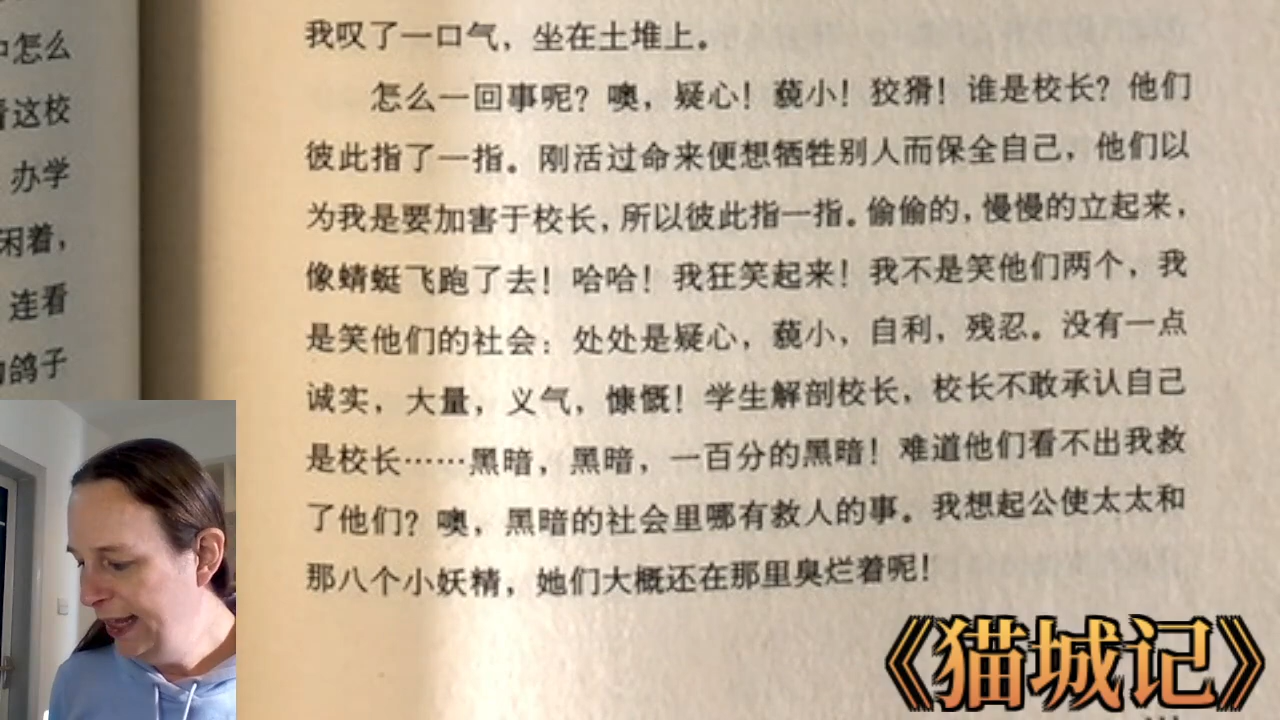 中怎么
着这校
办学
闲着，
连看
的鸽子
我叹了一口气，坐在土堆上。
怎么一回事呢？噢，疑心！藐小！狡猾！谁是校长？他们
彼此指了一指。刚活过命来便想牺牲别人而保全自己，他们以
为我是要加害于校长，所以彼此指一指。偷偷的，慢慢的立起来，
像蜻蜓飞跑了去！哈哈！我狂笑起来！我不是笑他们两个，我
是笑他们的社会：处处是疑心，藐小，自利，残忍。没有一点
诚实，大量，义气，慷慨！学生解剖校长，校长不敢承认自己
是校长……黑暗，黑暗，一百分的黑暗！难道他们看不出我救
了他们？噢，黑暗的社会里哪有救人的事。我想起公使太太和
那八个小妖精，她们大概还在那里臭烂着呢！
《猫城记》